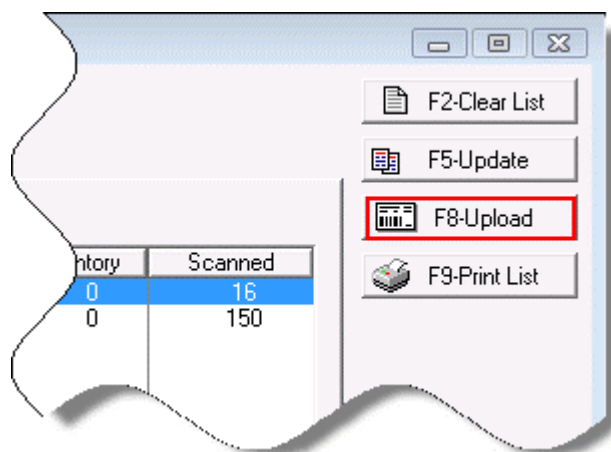 F2-Clear List
F5-Update
F8-Upload
F9-Print List
ntory Scanned
0 16
0 150